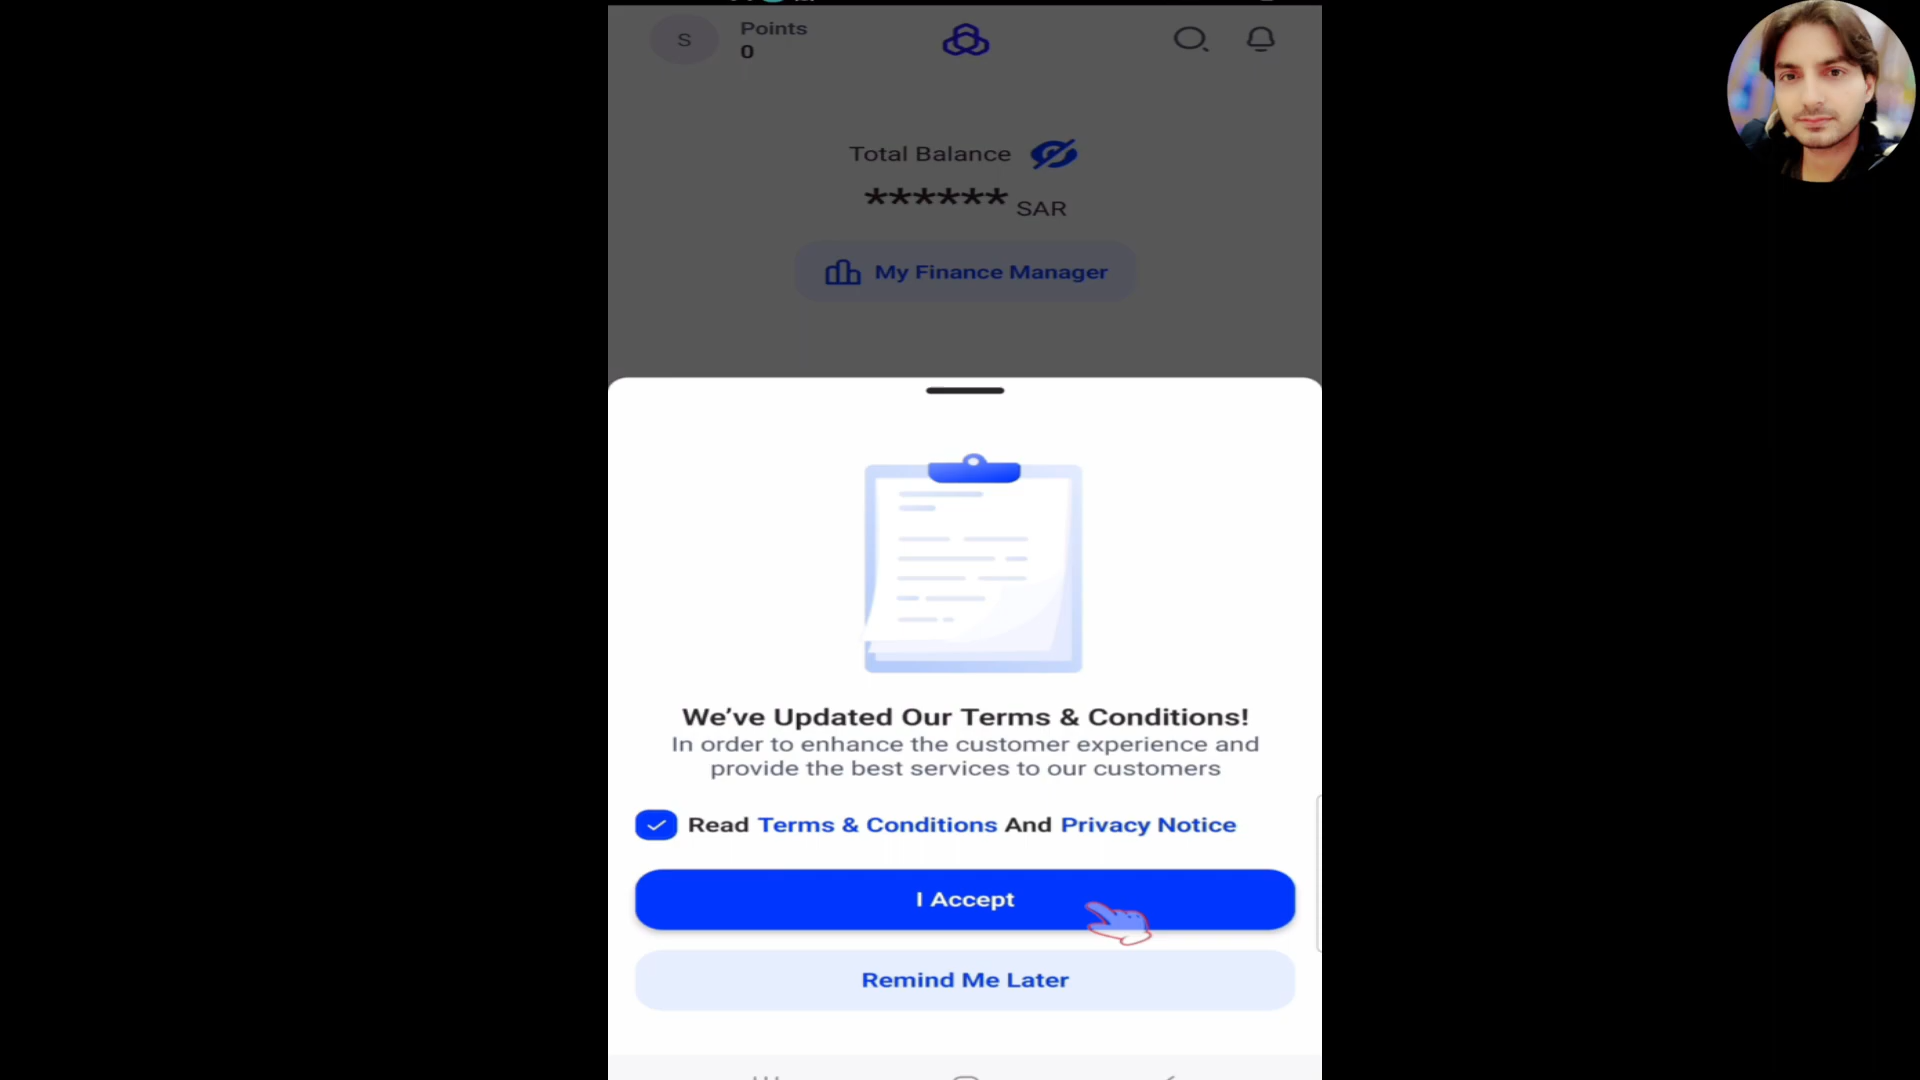 S
Points
0
Total Balance
****** SAR
My Finance Manager
We’ve Updated Our Terms & Conditions!
In order to enhance the customer experience and
provide the best services to our customers
Read Terms & Conditions And Privacy Notice
I Accept
Remind Me Later